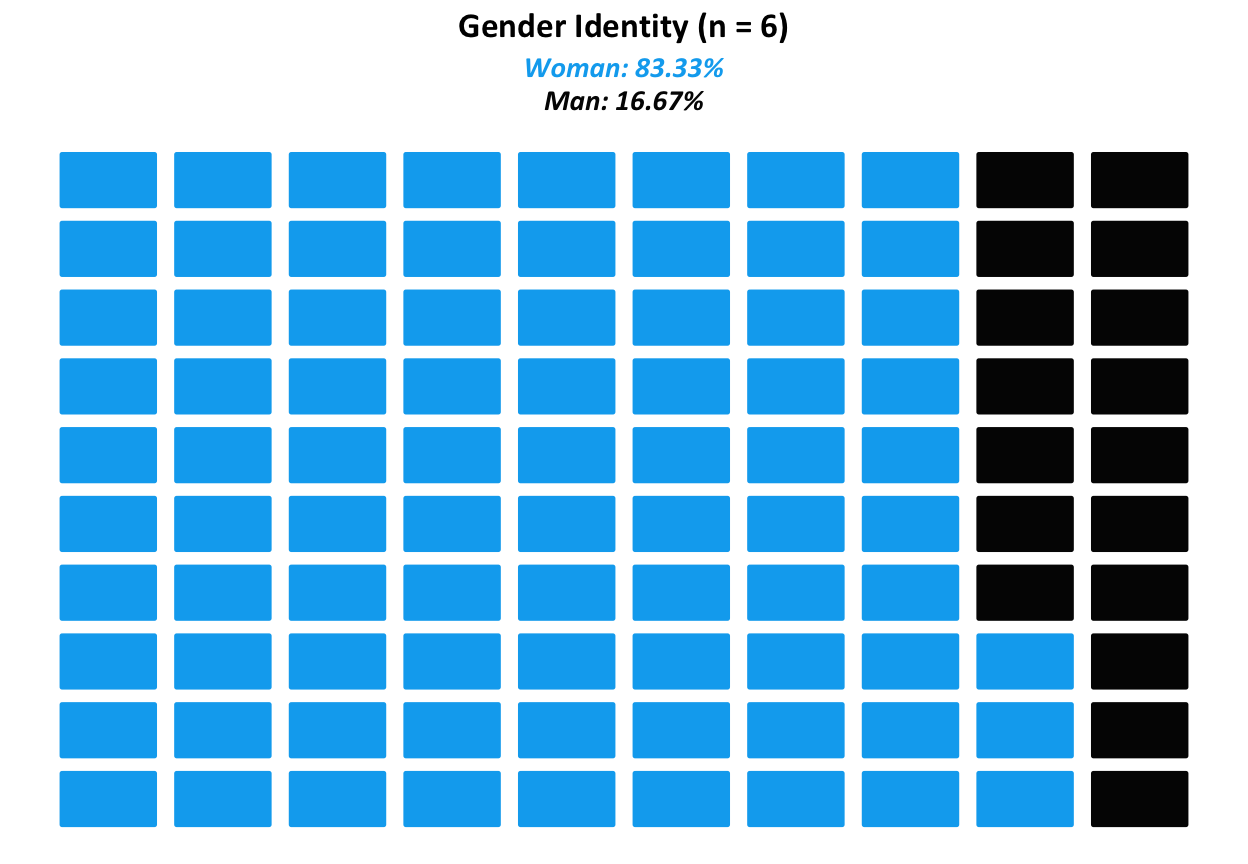 Gender Identity (n = 6)
Woman: 83.33%
Man: 16.67%